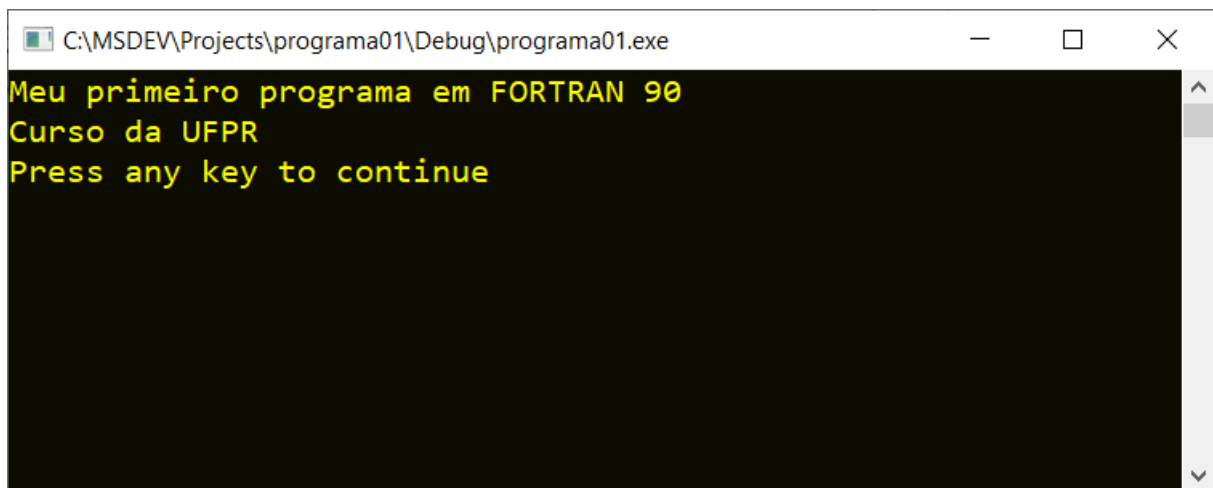 C:\MSDEV\Projects\programa01\Debug\programa01.exe
Meu primeiro programa em FORTRAN 90
Curso da UFPR
Press any key to continue